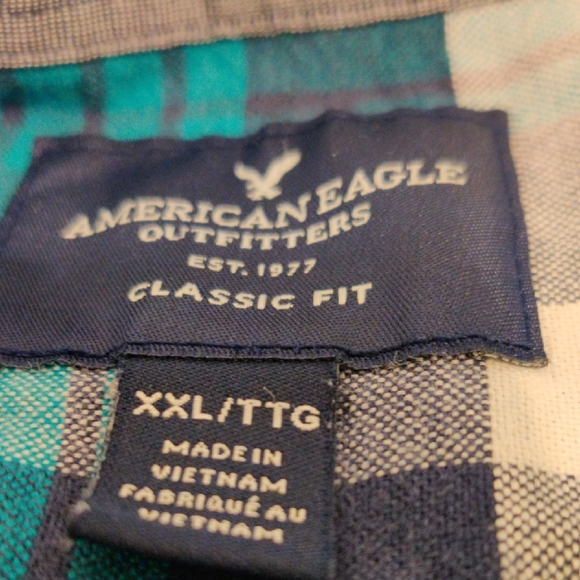 AMERICAN EAGLE
OUTFITTERS
EST. 1977
CLASSIC FIT
XXL/TTG
MADE IN
VIETNAM
FABRIQUÉ AU
VIETNAM